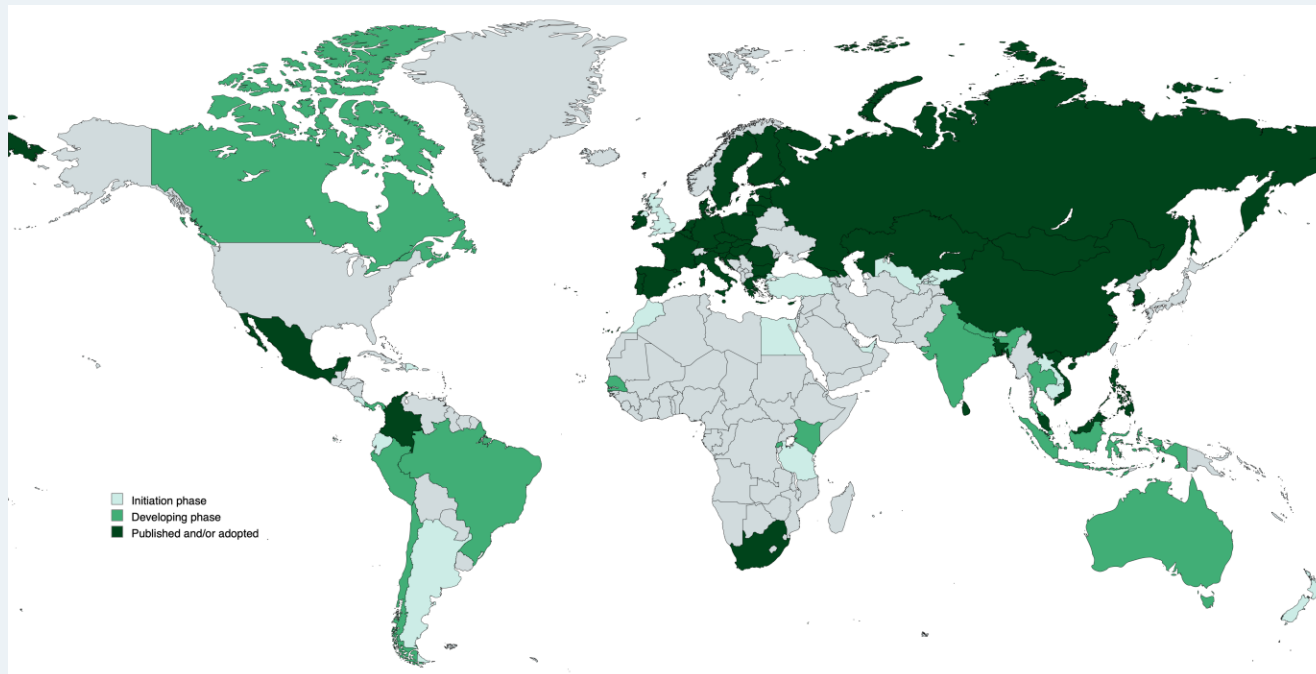 Initiation phase
Developing phase
Published and/or adopted